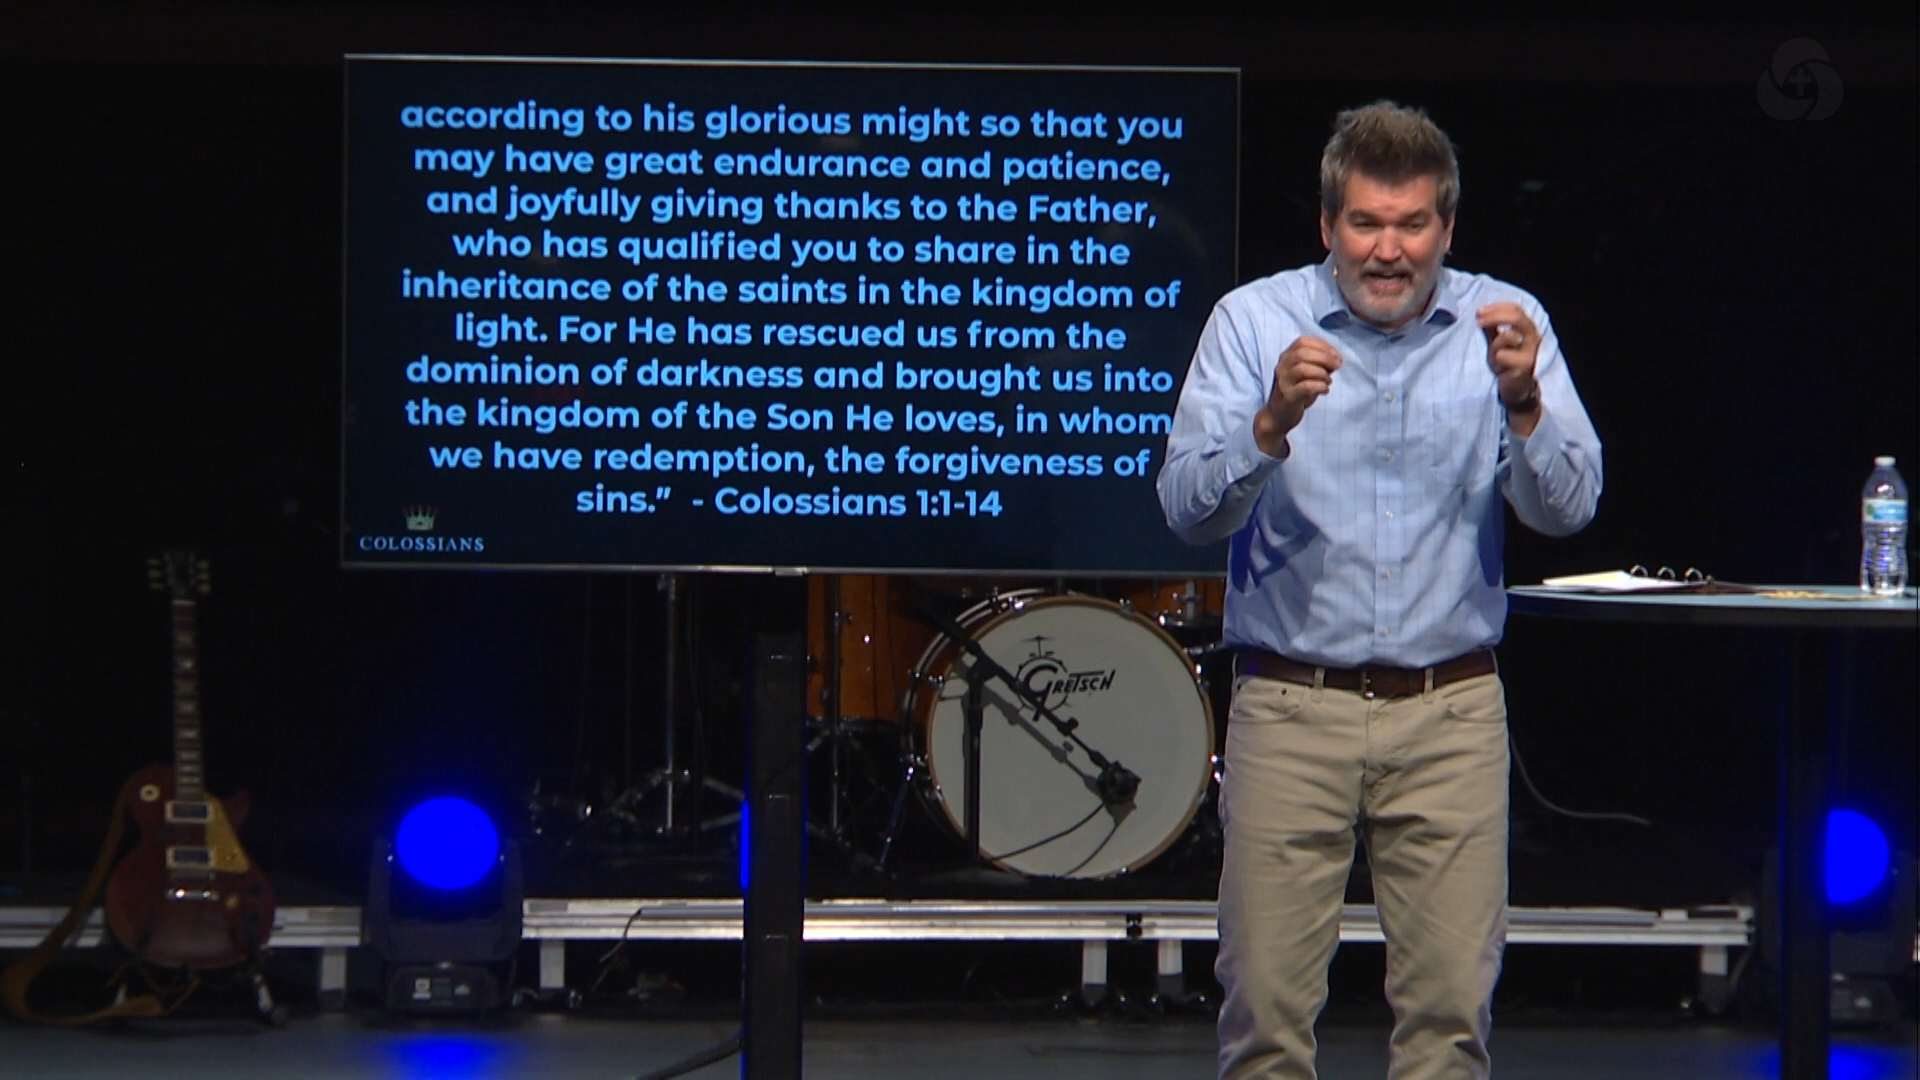 according to his glorious might so that you
may have great endurance and patience,
and joyfully giving thanks to the Father,
who has qualified you to share in the
inheritance of the saints in the kingdom of
light. For He has rescued us from the
dominion of darkness and brought us into
the kingdom of the Son He loves, in whom
we have redemption, the forgiveness of
sins.” - Colossians 1:1-14
COLOSSIANS
GRETSCH